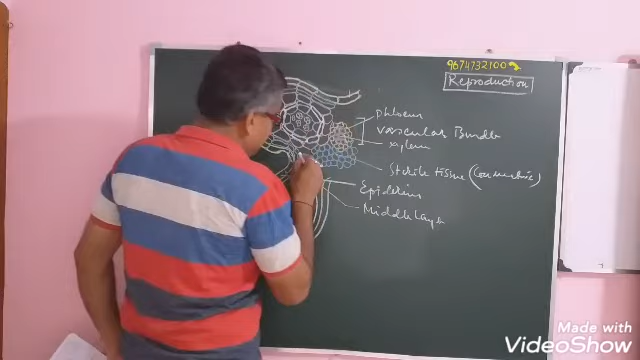 9674732100
Reproduction
Phloem
Vascular Bundle
xylem
Sterile tissue (Connective)
Epidermis
Middle layer
Made with
VideoShow